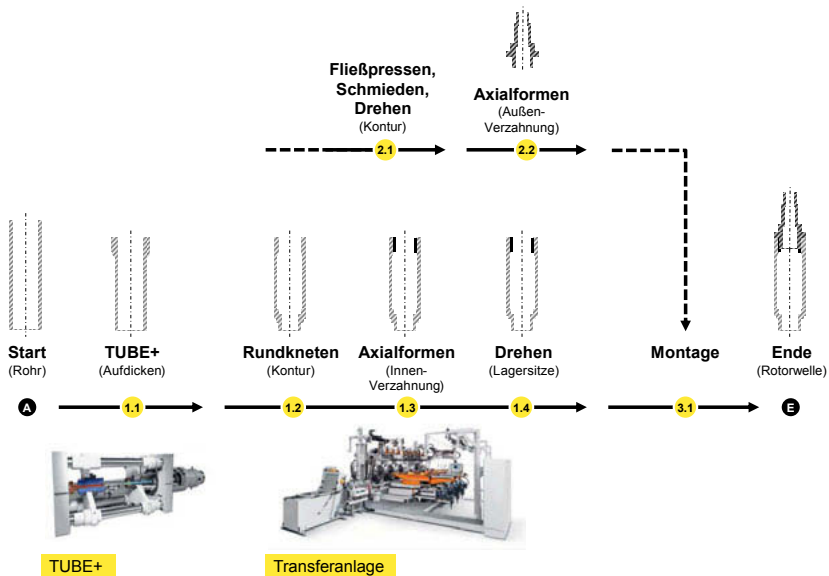 Fließpressen,
Schmieden,
Drehen
(Kontur)
2.1
Axialformen
(Außen-
Verzahnung)
2.2
Start
(Rohr)
A
TUBE+
(Aufdicken)
1.1
Rundkneten
(Kontur)
1.2
Axialformen
(Innen-
Verzahnung)
1.3
Drehen
(Lagersitze)
1.4
Montage
3.1
Ende
(Rotorwelle)
E
TUBE+
Transferanlage